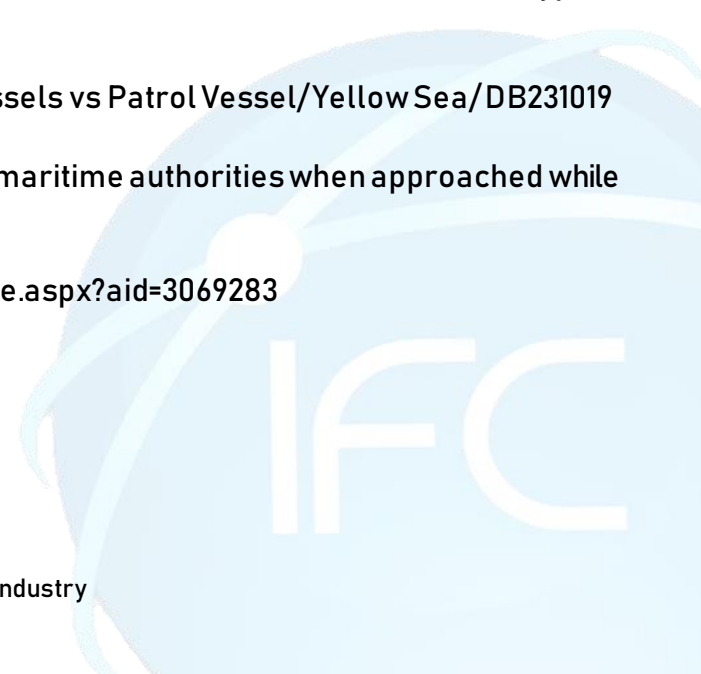 ssels vs Patrol Vessel/Yellow Sea/DB231019
maritime authorities when approached while
e.aspx?aid=3069283
IFC
ndustry